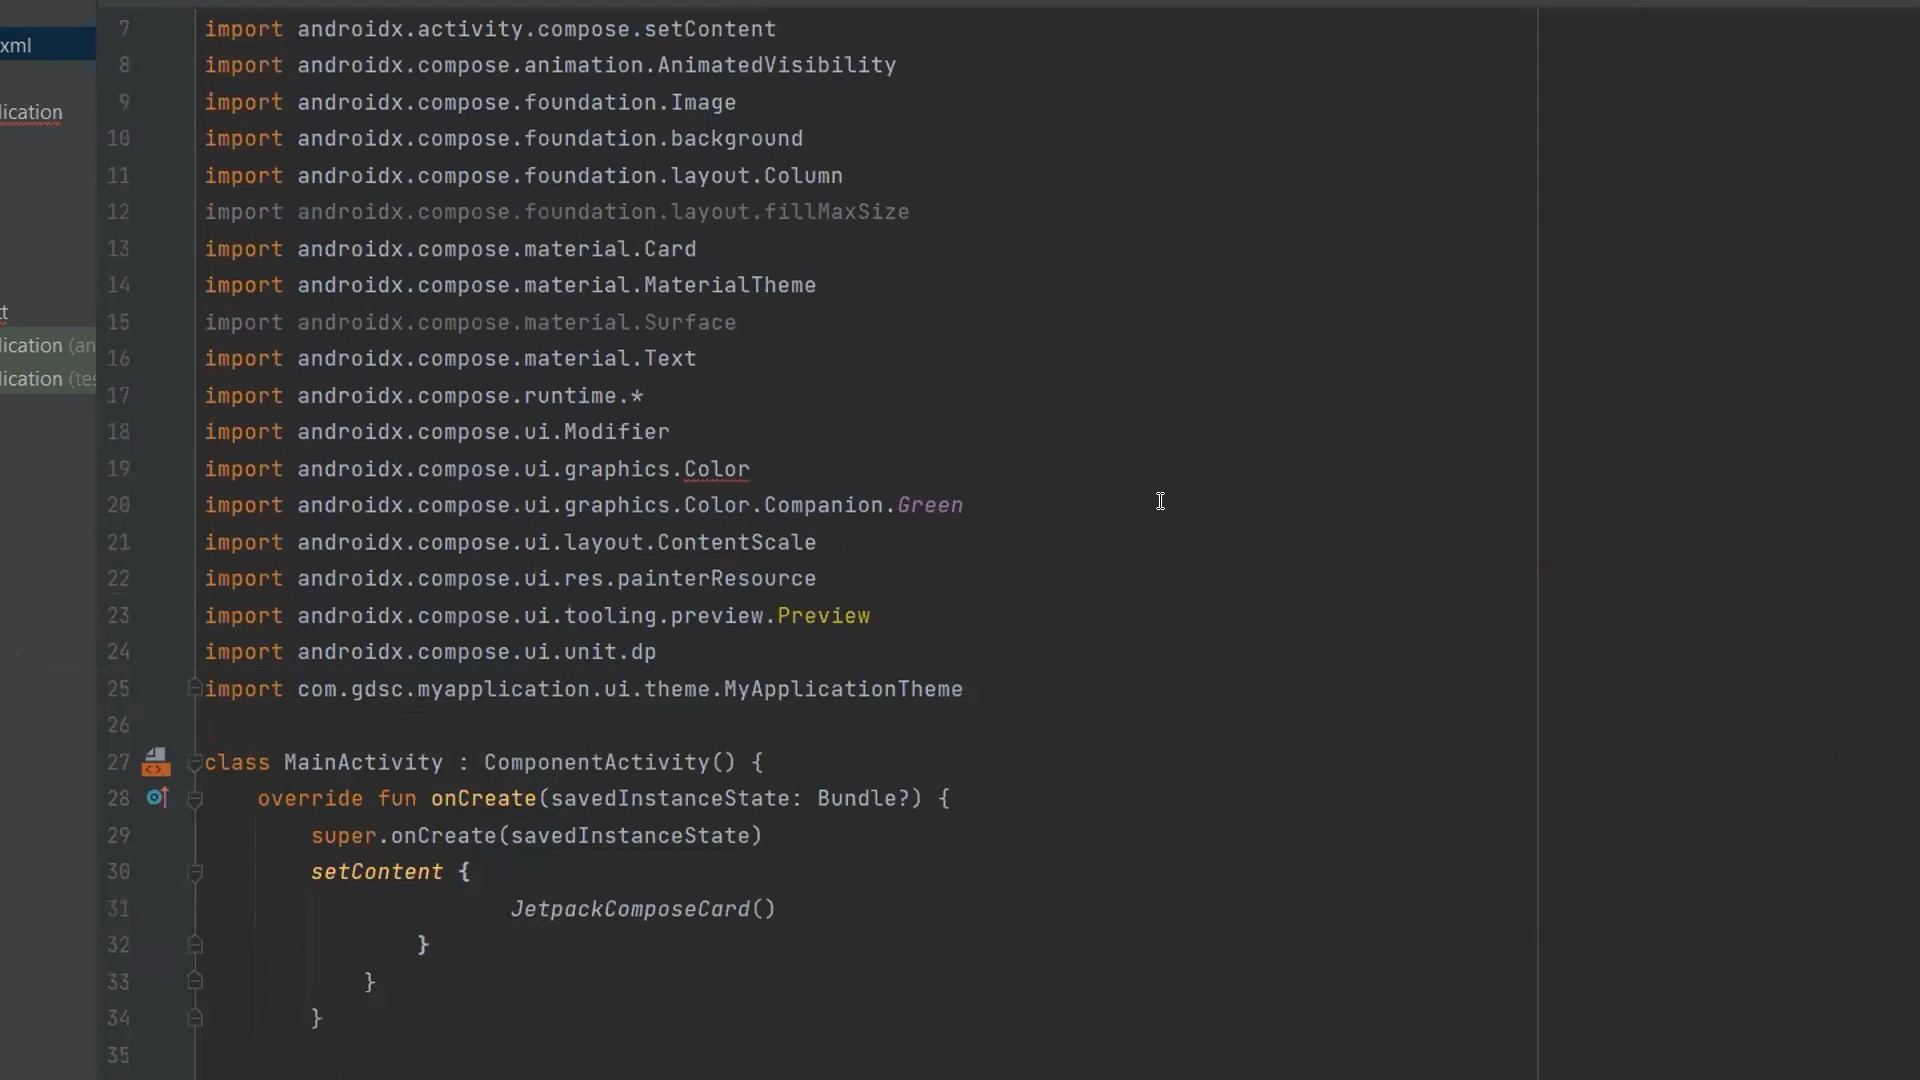 xml
lication
t
lication (an
lication (tes
7 import androidx.activity.compose.setContent
8 import androidx.compose.animation.AnimatedVisibility
9 import androidx.compose.foundation.Image
10 import androidx.compose.foundation.background
11 import androidx.compose.foundation.layout.Column
12 import androidx.compose.foundation.layout.fillMaxSize
13 import androidx.compose.material.Card
14 import androidx.compose.material.MaterialTheme
15 import androidx.compose.material.Surface
16 import androidx.compose.material.Text
17 import androidx.compose.runtime.*
18 import androidx.compose.ui.Modifier
19 import androidx.compose.ui.graphics.Color
20 import androidx.compose.ui.graphics.Color.Companion.Green
21 import androidx.compose.ui.layout.ContentScale
22 import androidx.compose.ui.res.painterResource
23 import androidx.compose.ui.tooling.preview.Preview
24 import androidx.compose.ui.unit.dp
25 import com.gdsc.myapplication.ui.theme.MyApplicationTheme
26
27 class MainActivity : ComponentActivity() {
28 override fun onCreate(savedInstanceState: Bundle?) {
29 super.onCreate(savedInstanceState)
30 setContent {
31 JetpackComposeCard()
32 }
33 }
34 }
35